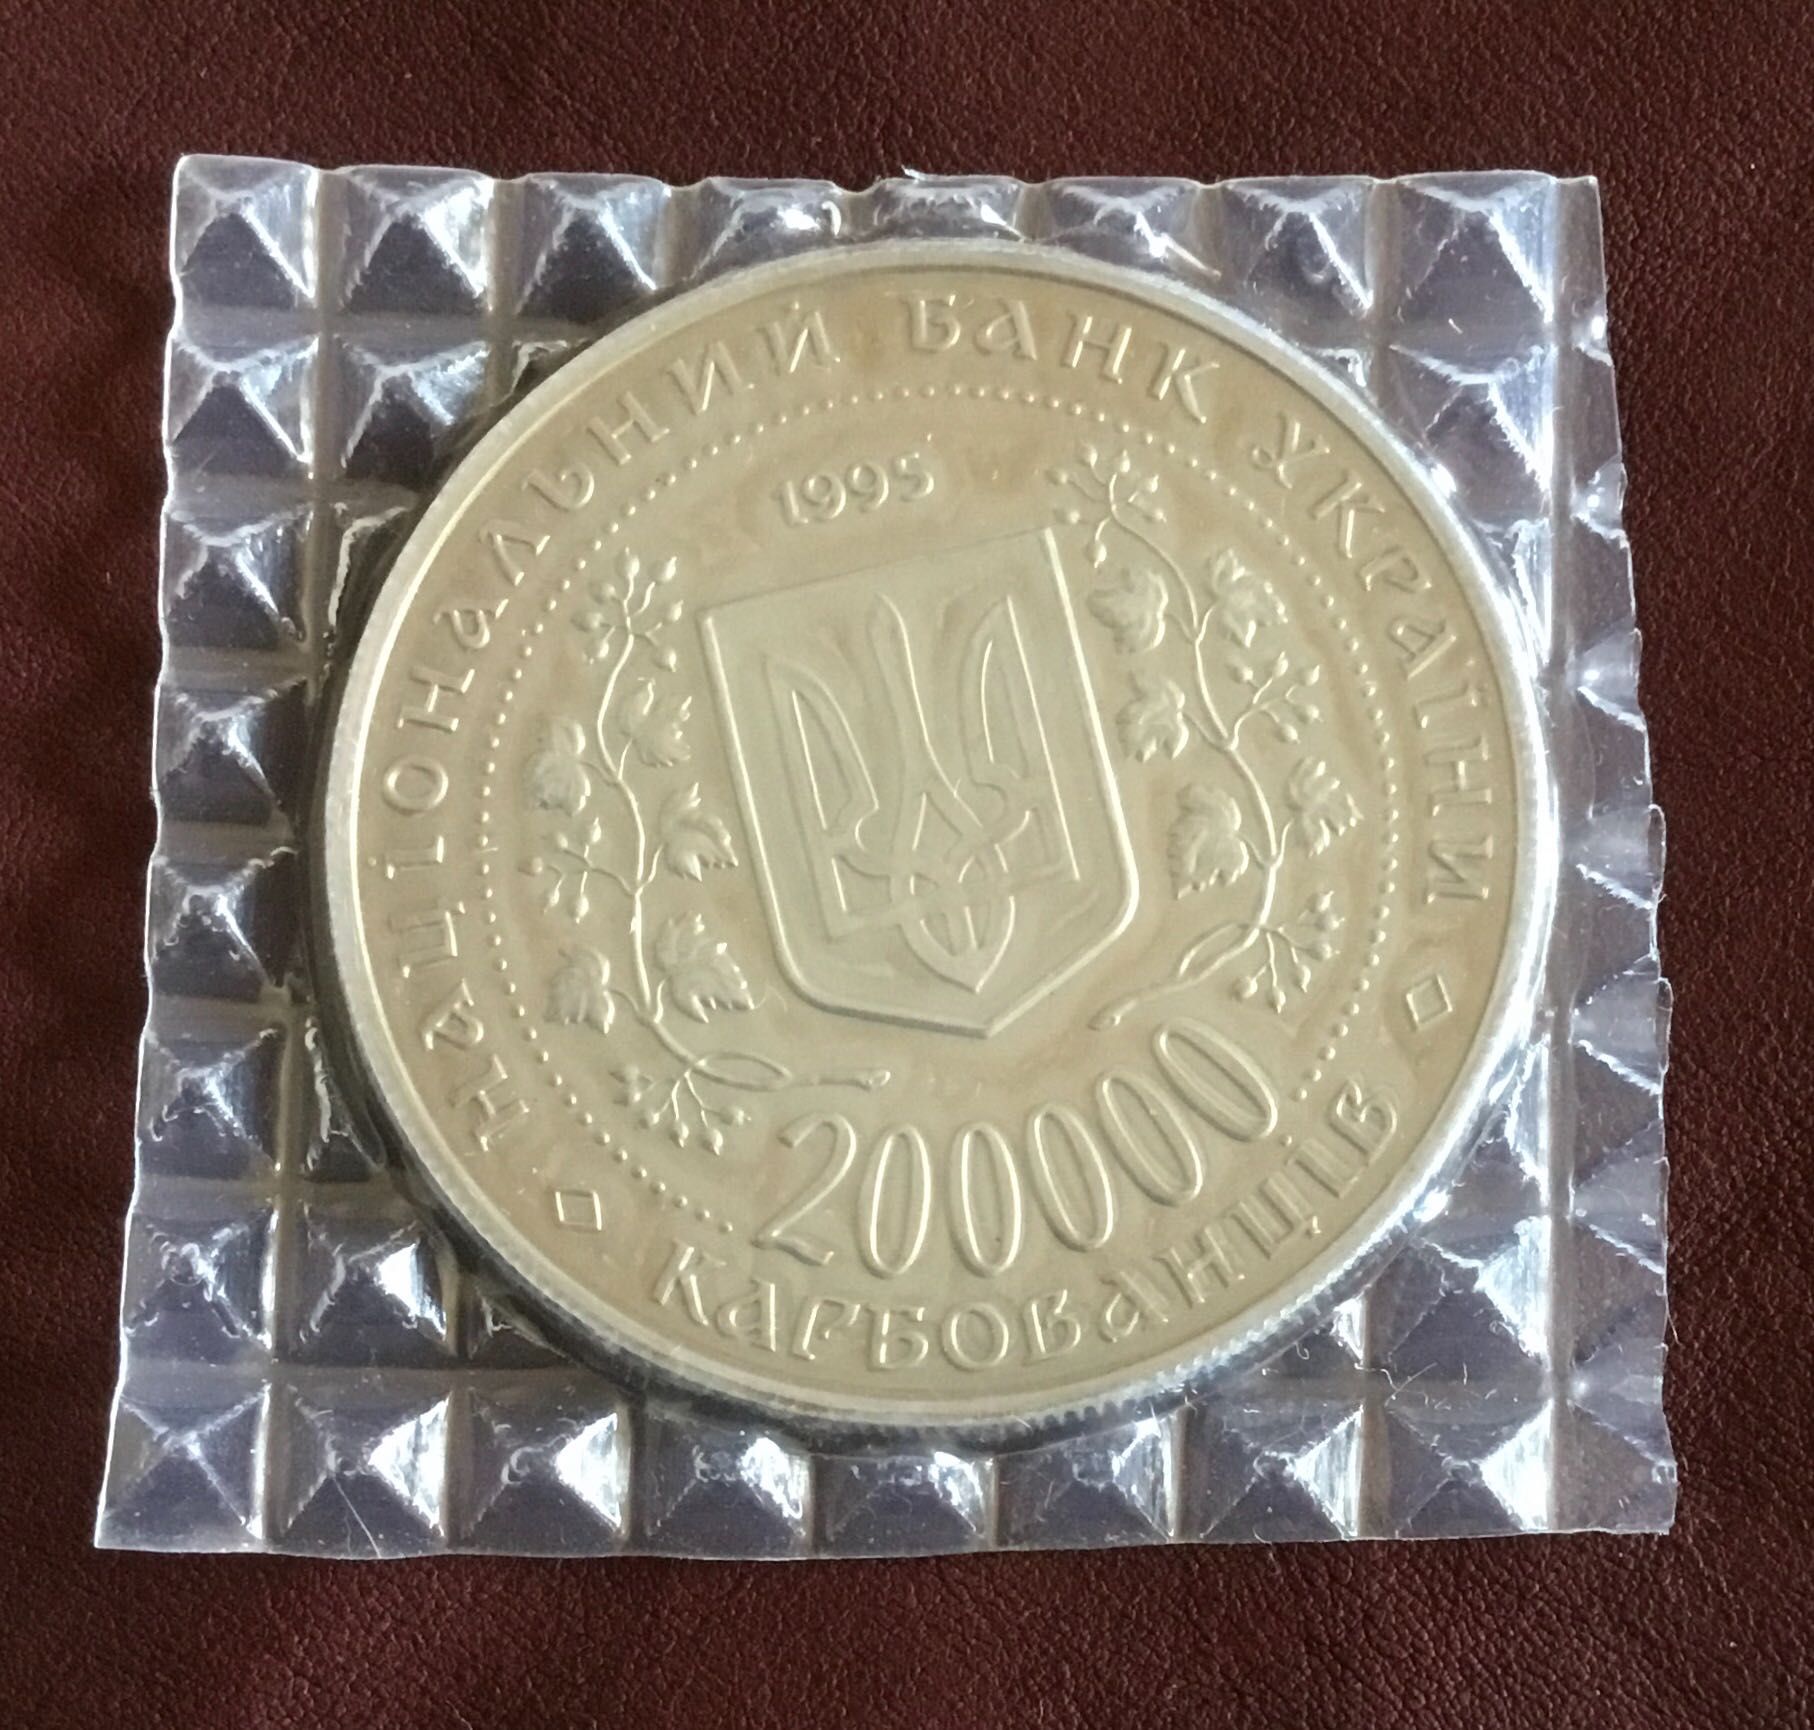 НАЦІОНАЛЬНИЙ БАНК УКРАЇНИ
1995
200000
КАРБОВАНЦІВ